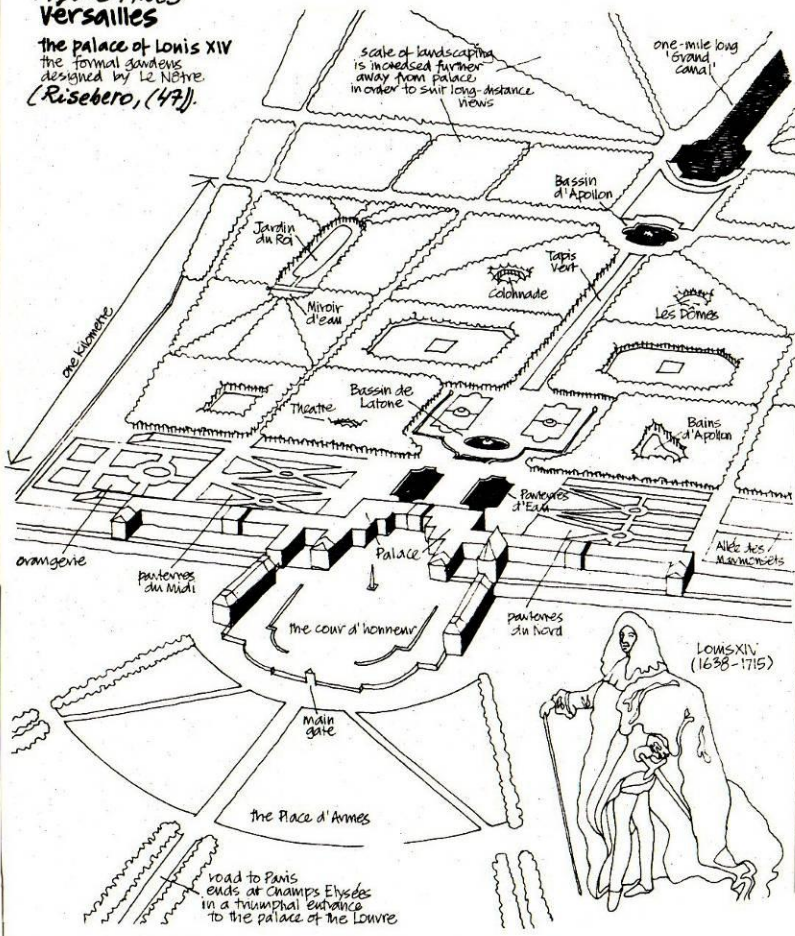 Versailles
the palace of Louis XIV
the formal gardens
designed by Le Nôtre
(Risebero, (47)).
scale of landscaping
is increased further
away from palace
in order to suit long-distance
views
one-mile long
'Grand
canal'
Bassin
d'Apollon
Jardin
du Roi
Tapis
Vert
Colonnade
Les Dômes
Miroir
d'eau
one kilometre
Bassin de
Latone
Theatre
Bains
d'Apollon
Parterres
d'Eau
Palace
Allée des
Marmousets
orangerie
parterres
du Midi
parterres
du Nord
the cour d'honneur
Louis XIV
(1638-1715)
main
gate
the Place d'Armes
road to Paris
ends at Champs Elysées
in a triumphal entrance
to the palace of the Louvre